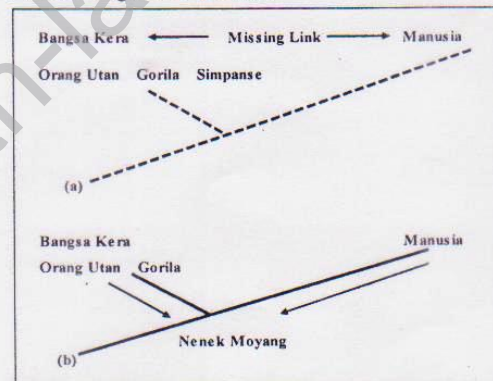 Bangsa Kera Missing Link Manusia
Orang Utan Gorila Simpanse
(a)
Bangsa Kera Manusia
Orang Utan Gorila
Nenek Moyang
(b)